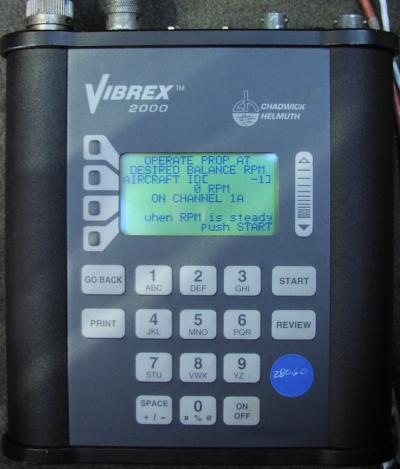 VIBREX™
2000
CHADWICK
HELMUTH
OPERATE PROP AT
DESIRED BALANCE RPM
AIRCRAFT ID[ -1]
0 RPM
ON CHANNEL 1A
when RPM is steady
push START
GO BACK
1
ABC
2
DEF
3
GHI
START
PRINT
4
JKL
5
MNO
6
PQR
REVIEW
7
STU
8
VWX
9
YZ :
28060
SPACE
+ / –
0
¤ % @
ON
OFF